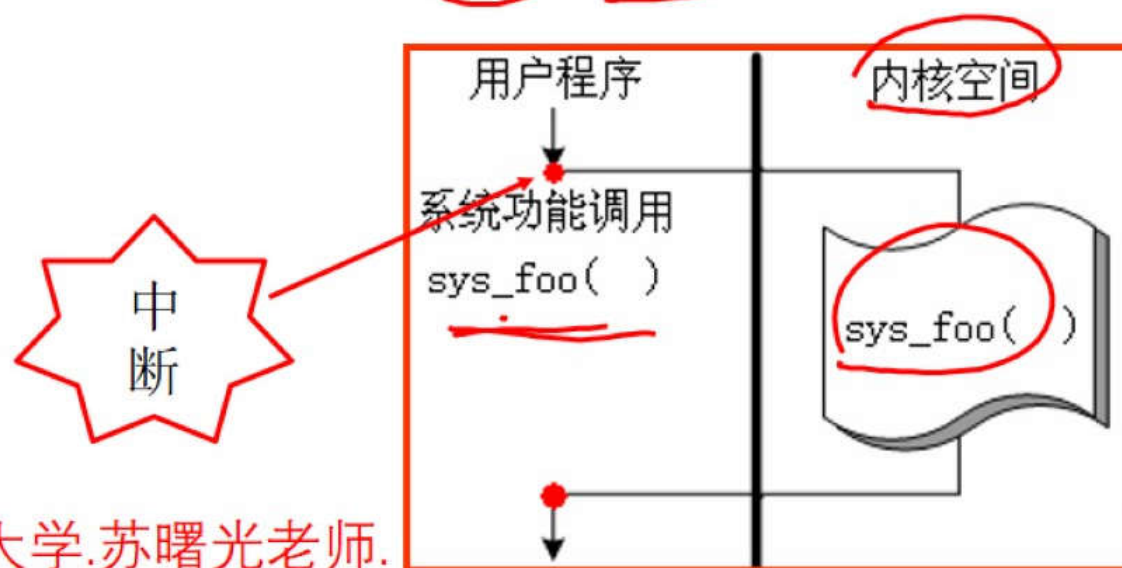 用户程序
内核空间
系统功能调用
sys_foo( )
sys_foo( )
中
断
大学.苏曙光老师.